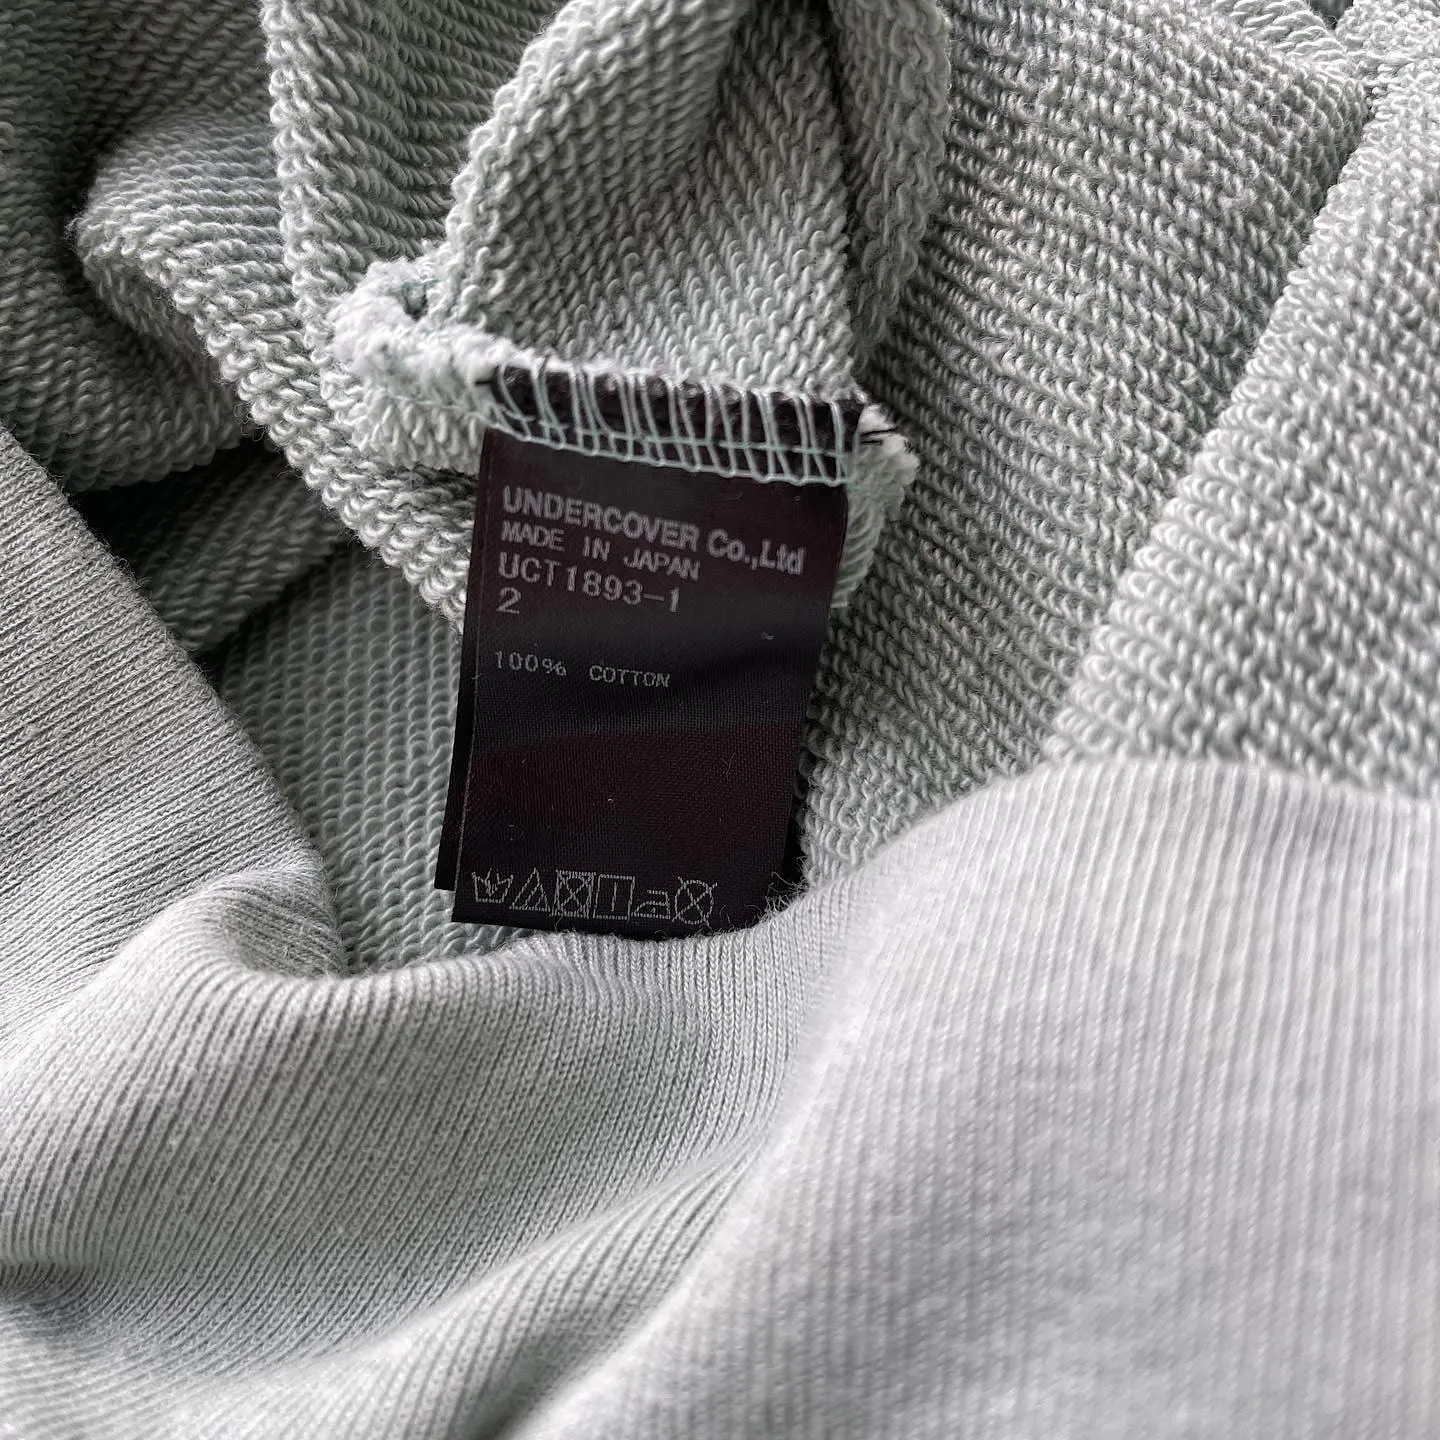 UNDERCOVER Co.,Ltd
MADE IN JAPAN
UCT1893-1
2
100% COTTON